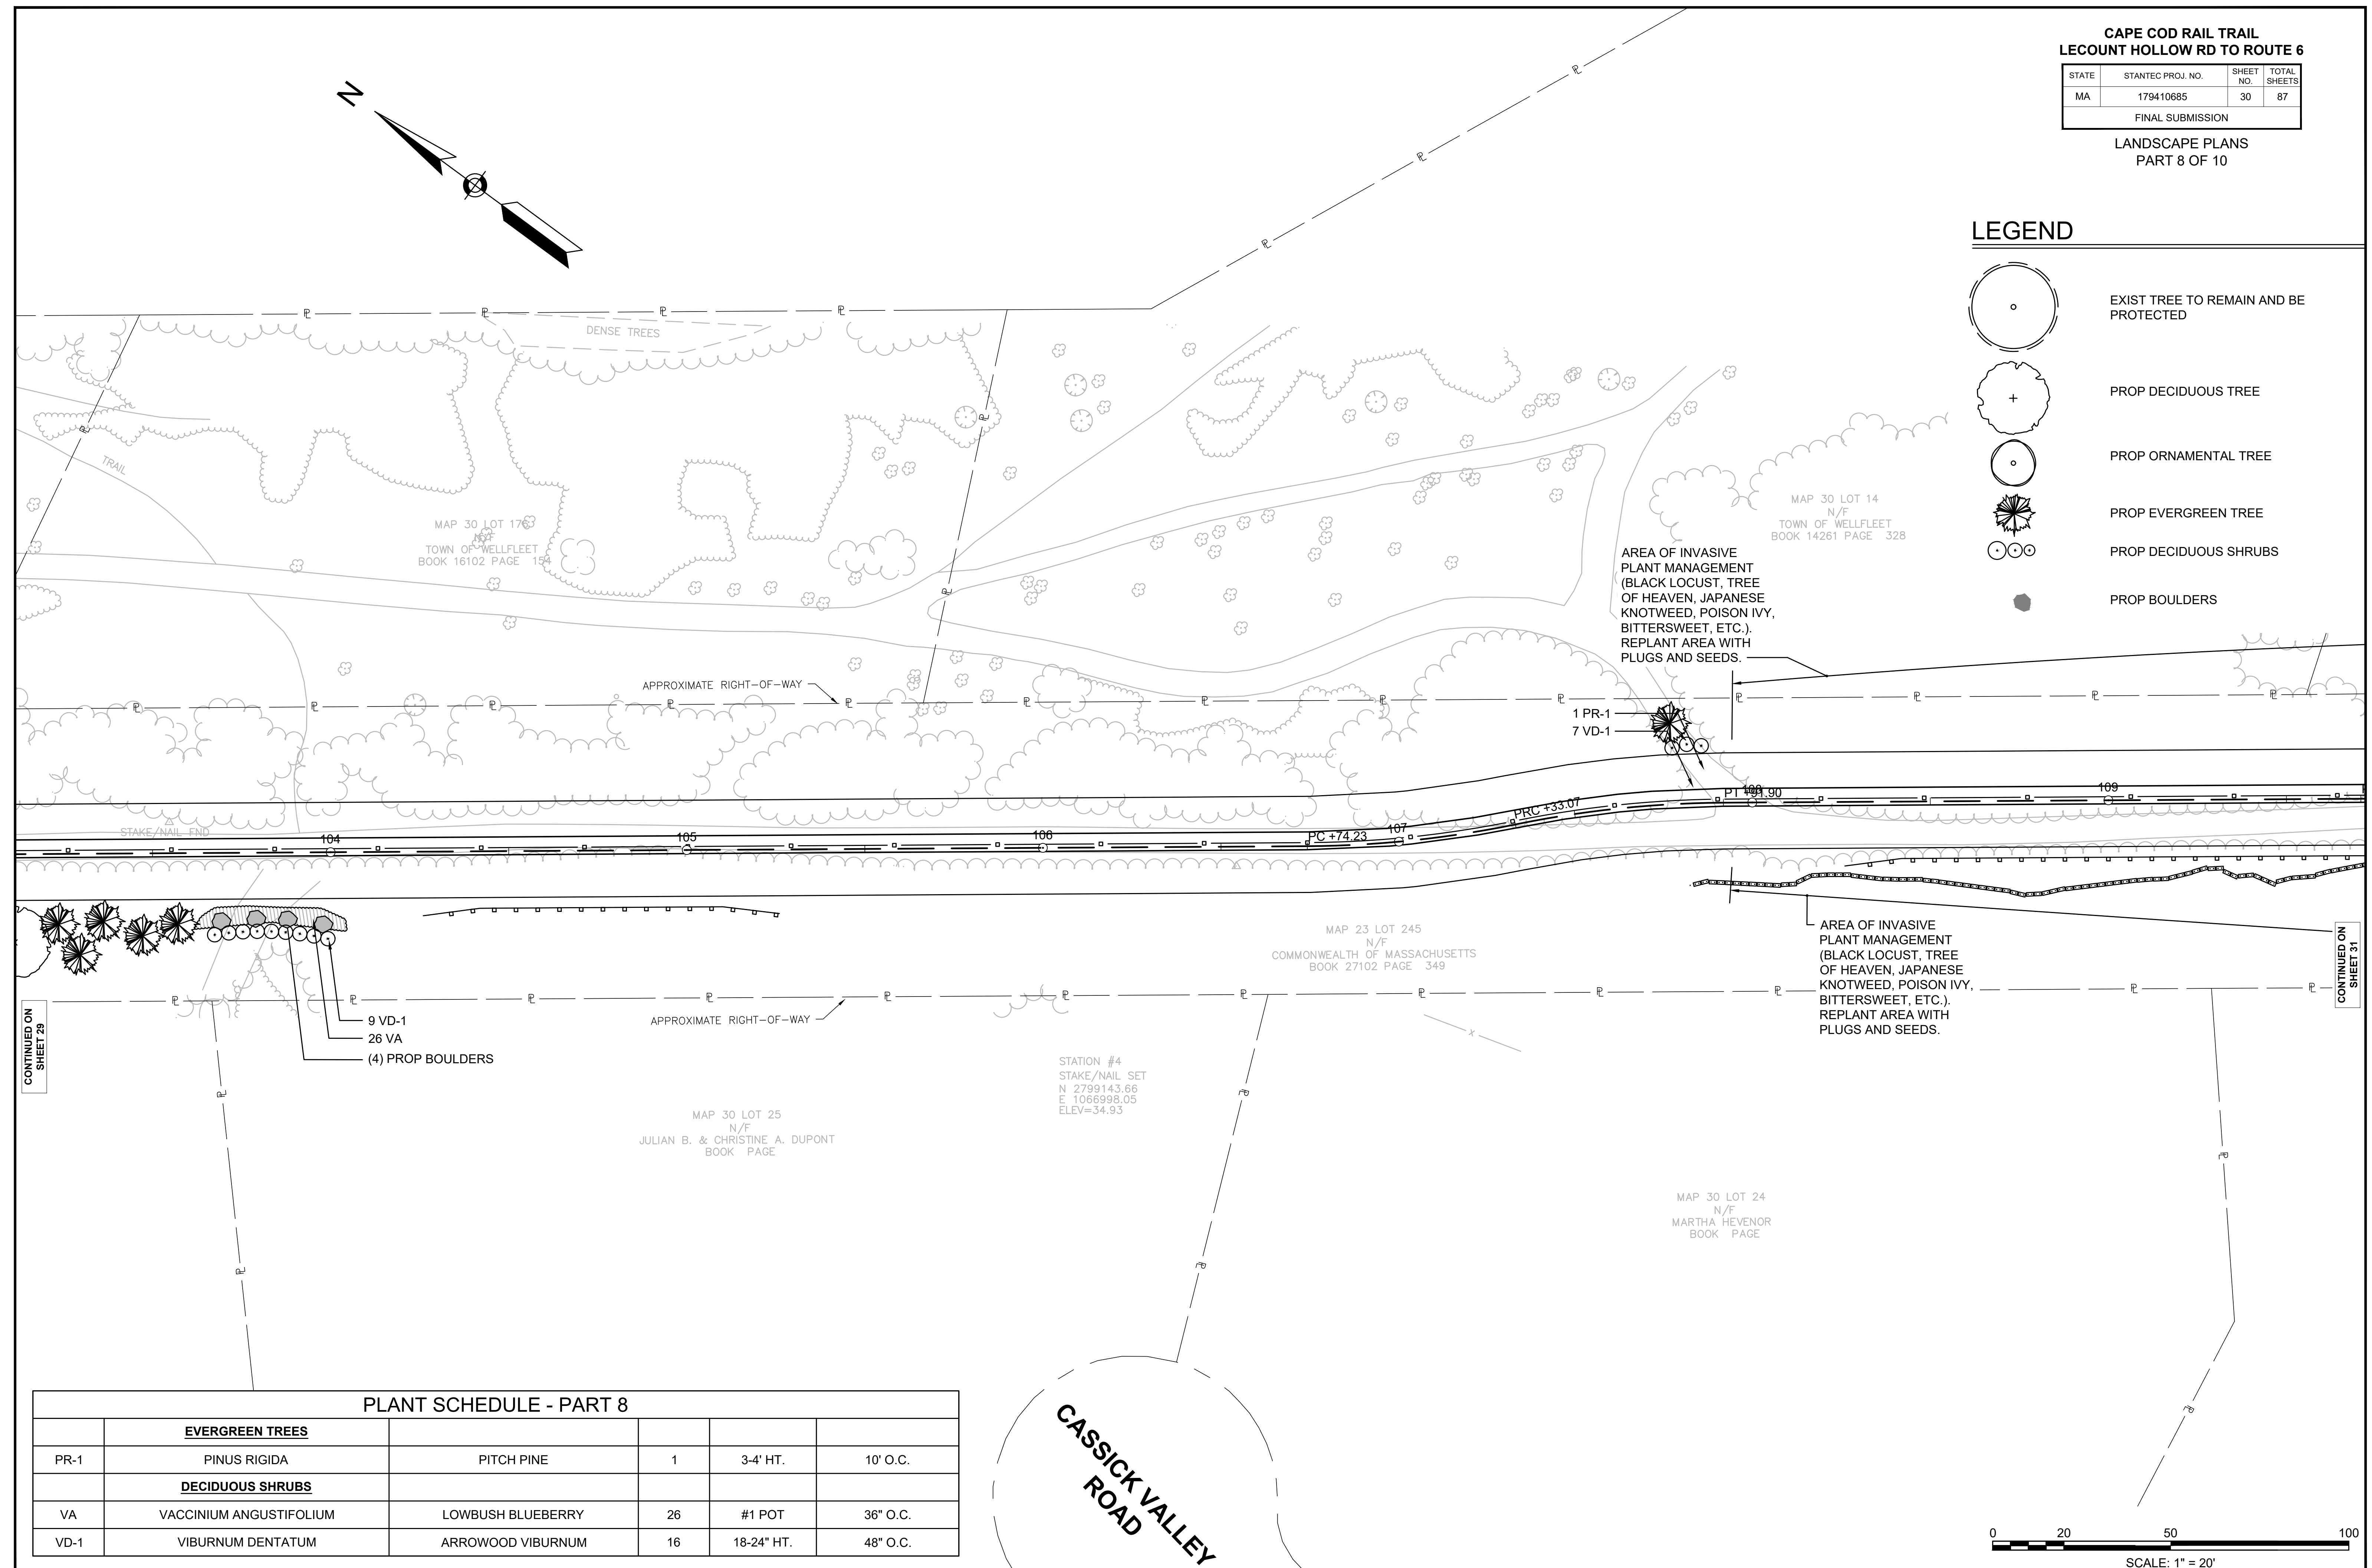 CAPE COD RAIL TRAIL
LECOUNT HOLLOW RD TO ROUTE 6
STATE STANTEC PROJ. NO. SHEET NO. TOTAL SHEETS
MA 179410685 30 87
FINAL SUBMISSION
LANDSCAPE PLANS
PART 8 OF 10
N
LEGEND
EXIST TREE TO REMAIN AND BE
PROTECTED
PROP DECIDUOUS TREE
PROP ORNAMENTAL TREE
PROP EVERGREEN TREE
PROP DECIDUOUS SHRUBS
PROP BOULDERS
DENSE TREES
TRAIL
MAP 30 LOT 176
N/F
TOWN OF WELLFLEET
BOOK 16102 PAGE 154
MAP 30 LOT 14
N/F
TOWN OF WELLFLEET
BOOK 14261 PAGE 328
AREA OF INVASIVE
PLANT MANAGEMENT
(BLACK LOCUST, TREE
OF HEAVEN, JAPANESE
KNOTWEED, POISON IVY,
BITTERSWEET, ETC.).
REPLANT AREA WITH
PLUGS AND SEEDS.
APPROXIMATE RIGHT-OF-WAY
1 PR-1
7 VD-1
STAKE/NAIL FND
104
105
106
PC +74.23
107
PRC +33.07
PT +91.90
108
109
MAP 23 LOT 245
N/F
COMMONWEALTH OF MASSACHUSETTS
BOOK 27102 PAGE 349
AREA OF INVASIVE
PLANT MANAGEMENT
(BLACK LOCUST, TREE
OF HEAVEN, JAPANESE
KNOTWEED, POISON IVY,
BITTERSWEET, ETC.).
REPLANT AREA WITH
PLUGS AND SEEDS.
CONTINUED ON
SHEET 29
CONTINUED ON
SHEET 31
9 VD-1
26 VA
(4) PROP BOULDERS
APPROXIMATE RIGHT-OF-WAY
X
STATION #4
STAKE/NAIL SET
N 2799143.66
E 1066998.05
ELEV=34.93
MAP 30 LOT 25
N/F
JULIAN B. & CHRISTINE A. DUPONT
BOOK PAGE
MAP 30 LOT 24
N/F
MARTHA HEVENOR
BOOK PAGE
CASSICK VALLEY
ROAD
PLANT SCHEDULE - PART 8
EVERGREEN TREES
PR-1 PINUS RIGIDA PITCH PINE 1 3-4' HT. 10' O.C.
DECIDUOUS SHRUBS
VA VACCINIUM ANGUSTIFOLIUM LOWBUSH BLUEBERRY 26 #1 POT 36" O.C.
VD-1 VIBURNUM DENTATUM ARROWOOD VIBURNUM 16 18-24" HT. 48" O.C.
0 20 50 100
SCALE: 1" = 20'